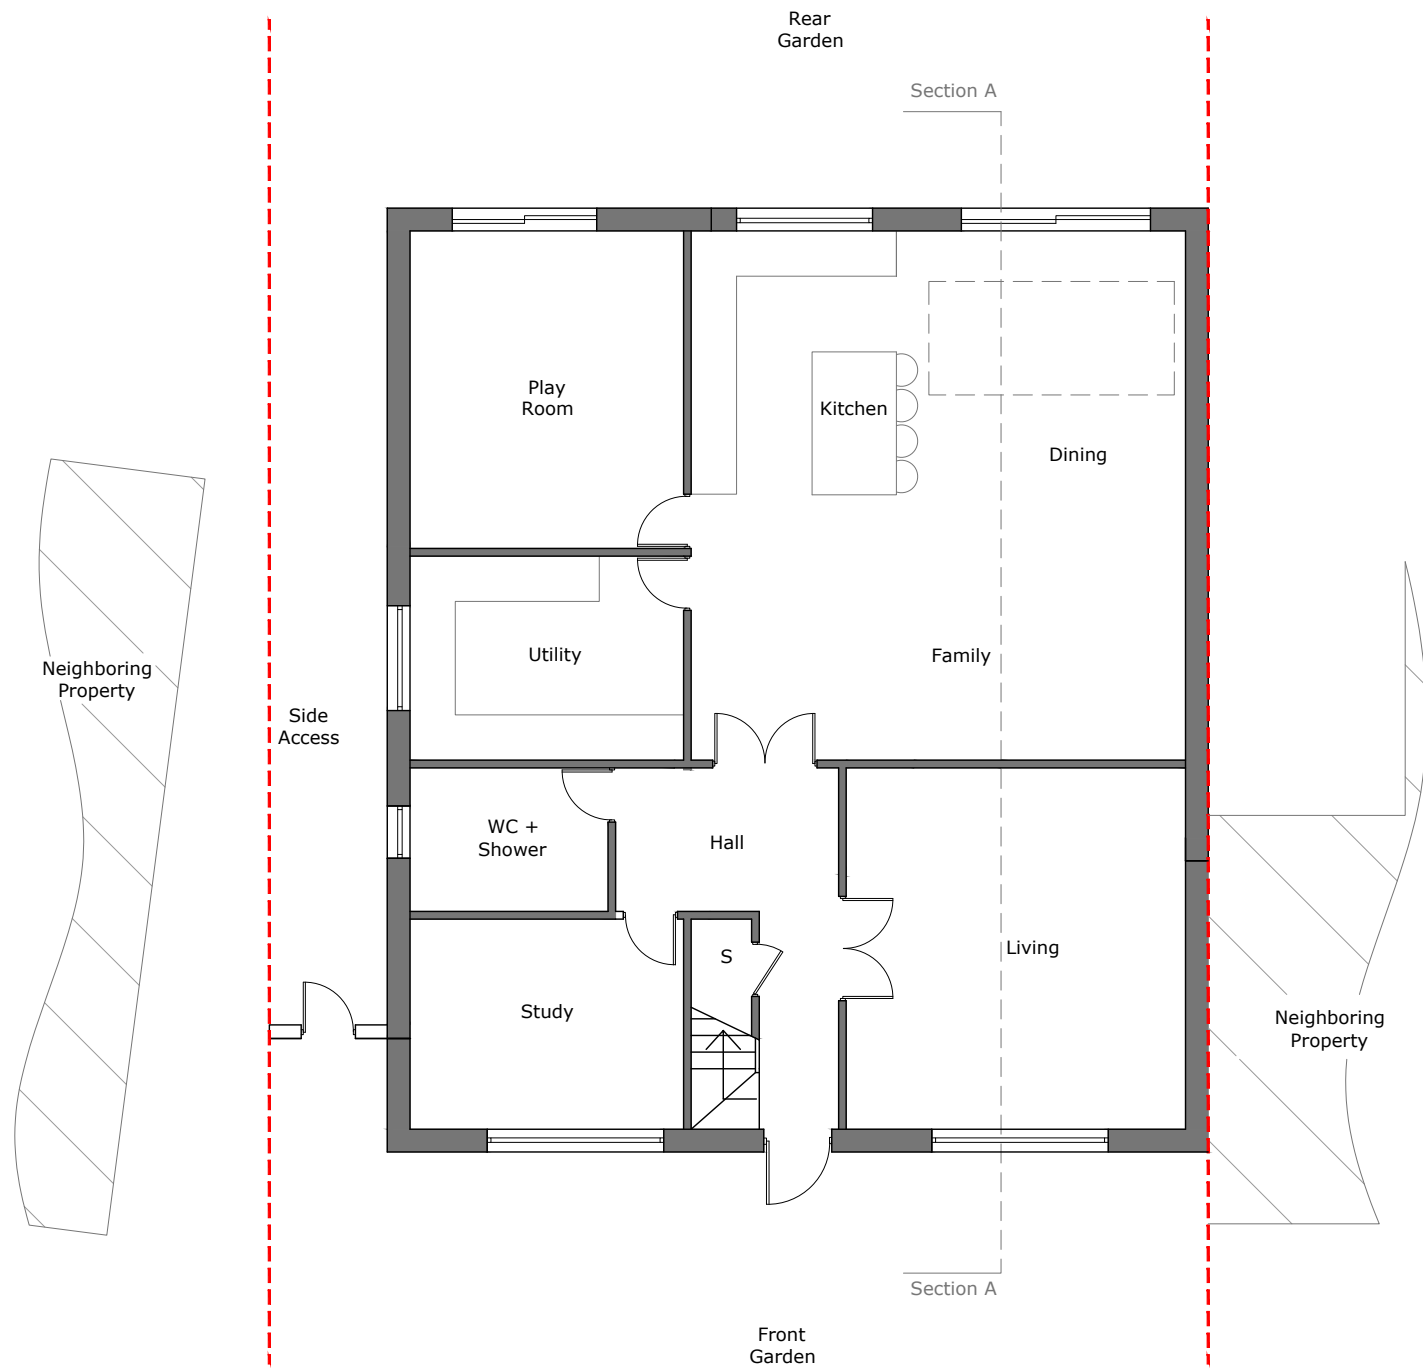 Rear
Garden
Section A
Play
Room
Kitchen
Dining
Utility
Family
Neighboring
Property
Side
Access
WC +
Shower
Hall
S
Living
Study
Neighboring
Property
Section A
Front
Garden